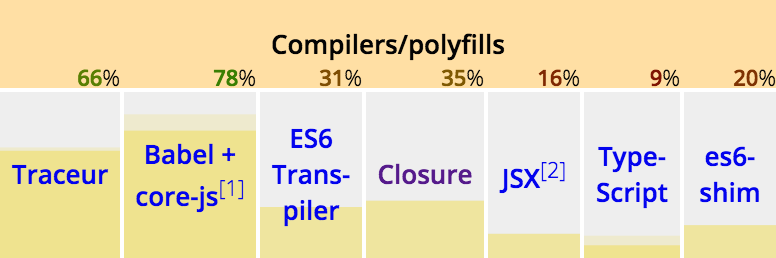 Compilers/polyfills
66% 78% 31% 35% 16% 9% 20%
Traceur
Babel +
core-js[1]
ES6
Trans-
piler
Closure
JSX[2]
Type-
Script
es6-
shim